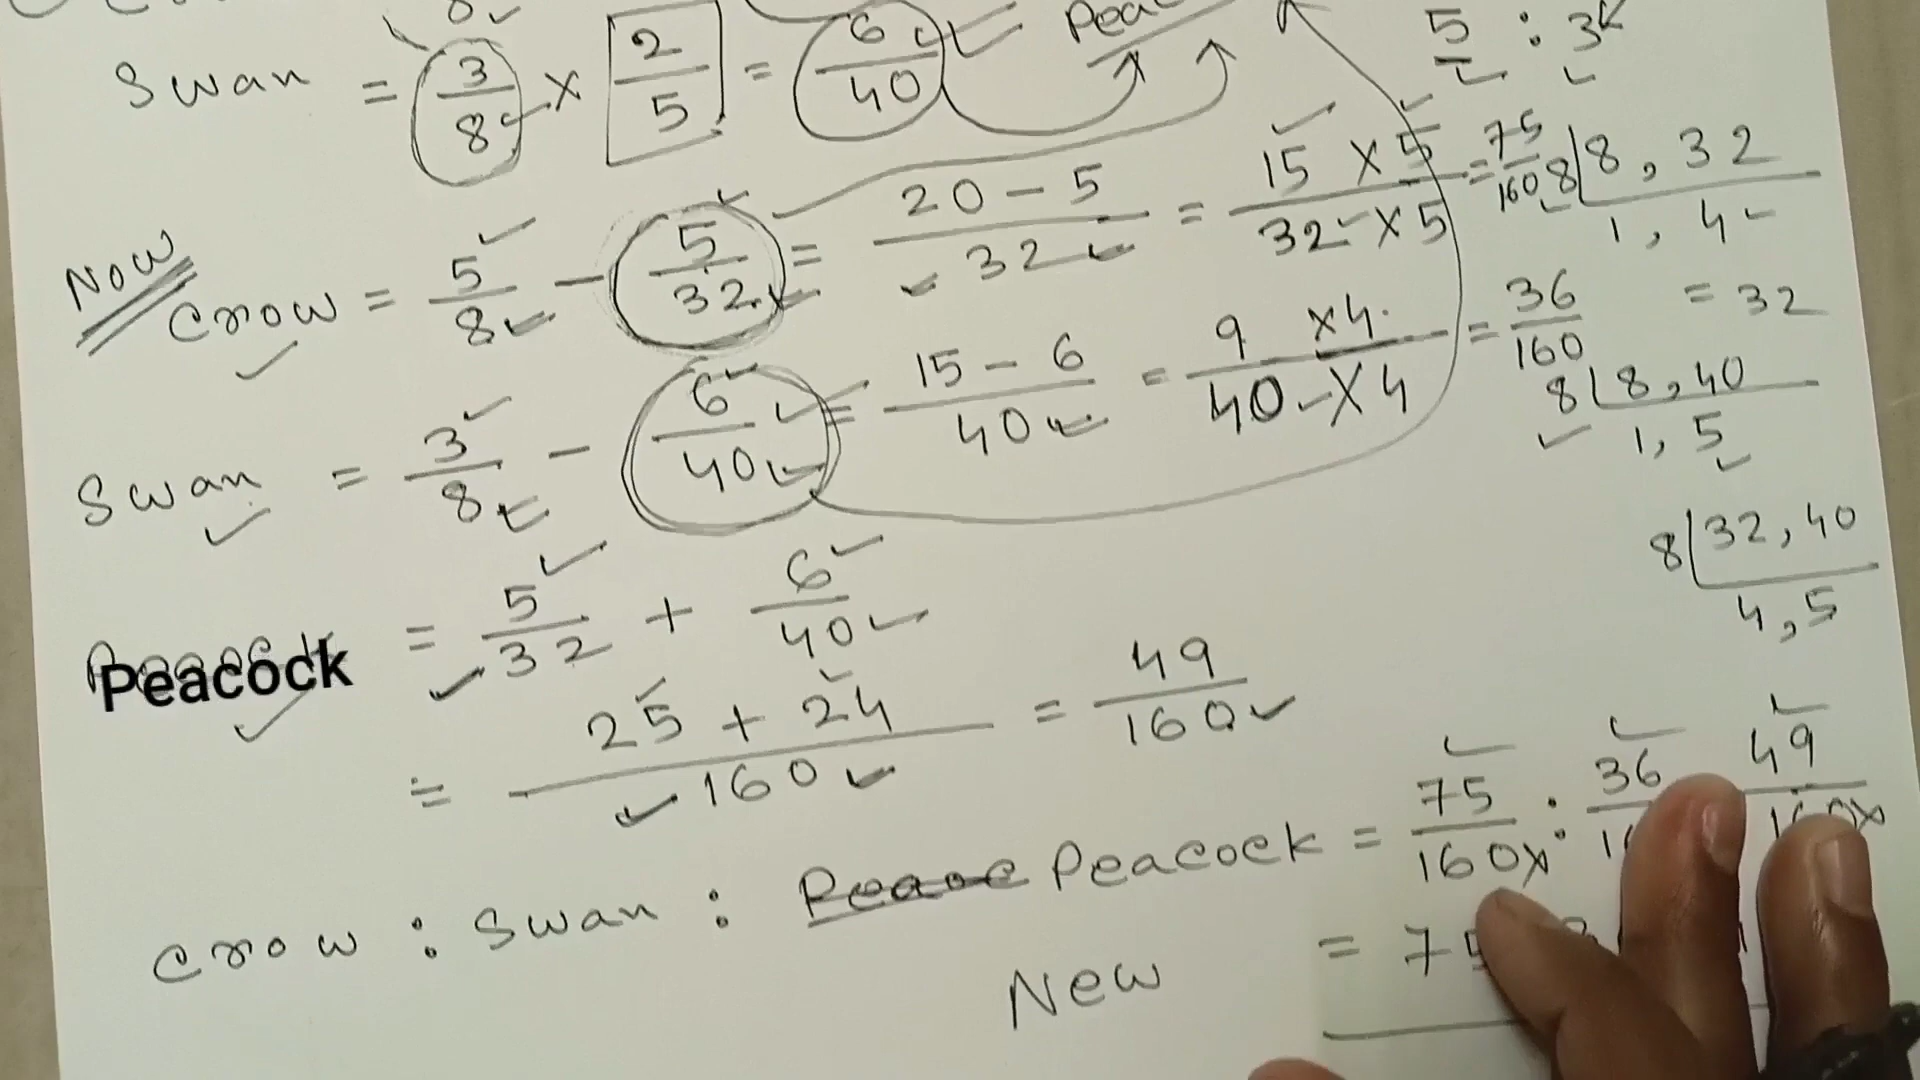 Swan = 3/8 × 2/5 = 6/40
5 : 3
Now
Crow = 5/8 - 5/32 = 20 - 5/32 = 15 × 5/32 × 5 = 75/160
8 | 8, 32
1, 4
= 32
Swan = 3/8 - 6/40 = 15 - 6/40 = 9 × 4/40 × 4 = 36/160
8 | 8, 40
1, 5
Peacock = 5/32 + 6/40
8 | 32, 40
4, 5
= 25 + 24/160 = 49/160
Crow : Swan : Peacock = 75/160 : 36 49
New